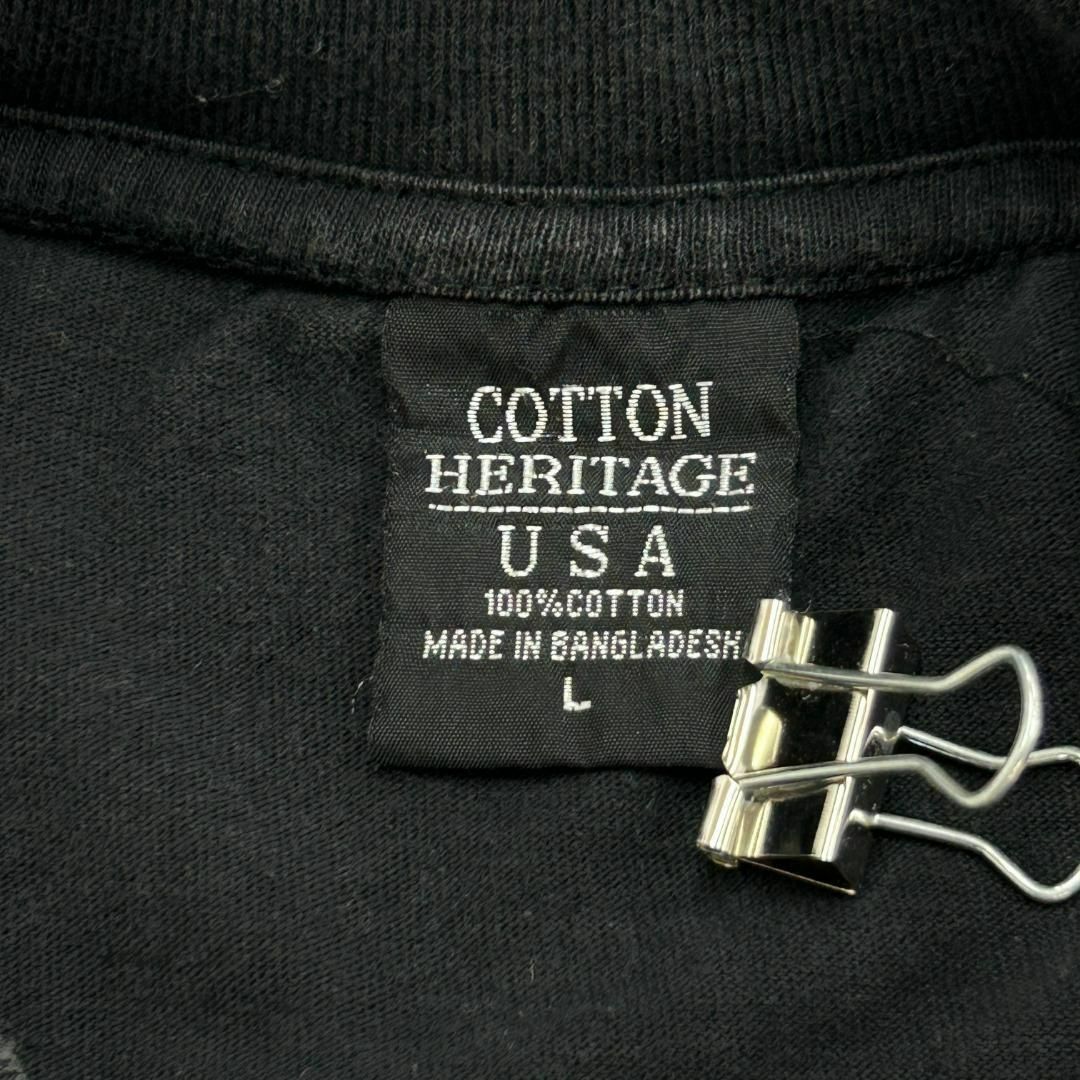 COTTON
HERITAGE
USA
100%COTTON
MADE IN BANGLADESH
L